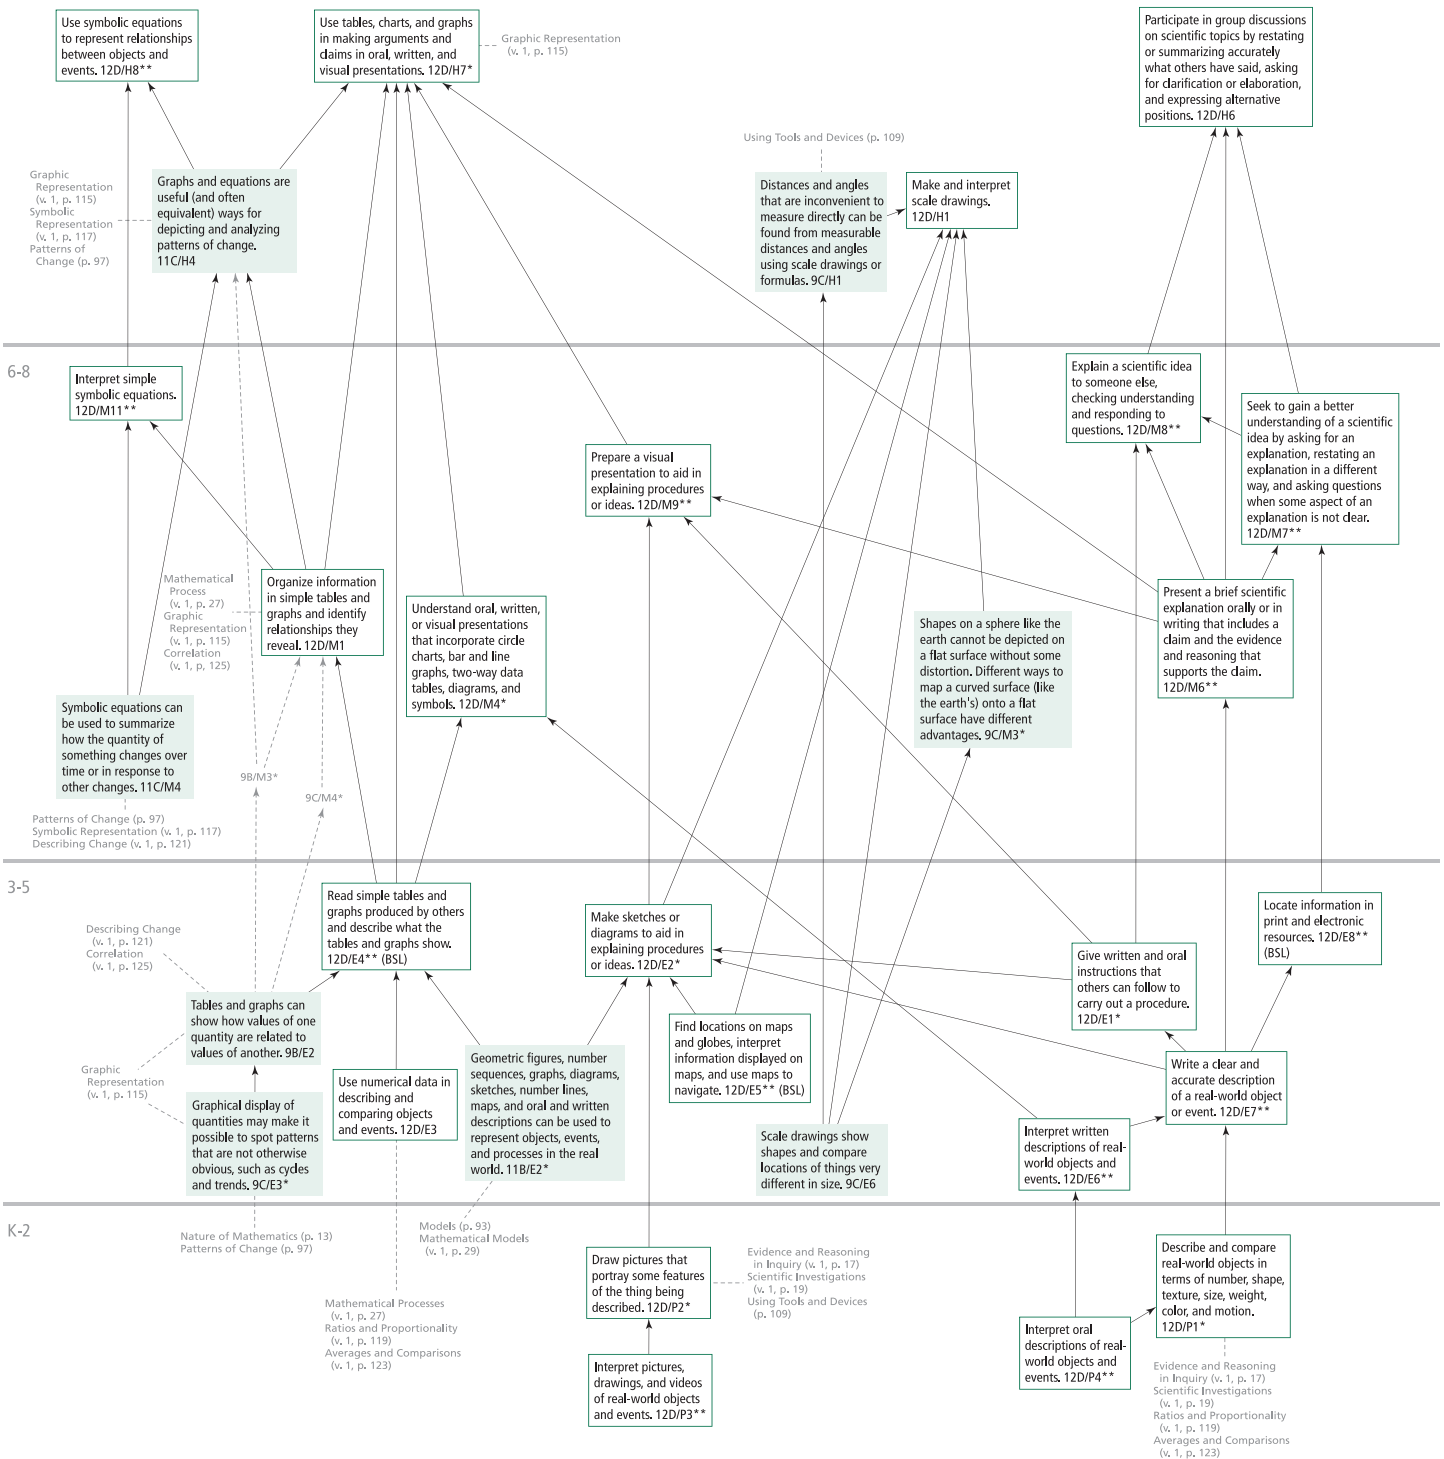 Use symbolic equations
to represent relationships
between objects and
events. 12D/H8**
Use tables, charts, and graphs
in making arguments and
claims in oral, written, and
visual presentations. 12D/H7*
Graphic Representation
(v. 1, p. 115)
Participate in group discussions
on scientific topics by restating
or summarizing accurately
what others have said, asking
for clarification or elaboration,
and expressing alternative
positions. 12D/H6
Using Tools and Devices (p. 109)
Graphic
Representation
(v. 1, p. 115)
Symbolic
Representation
(v. 1, p. 117)
Patterns of
Change (p. 97)
Graphs and equations are
useful (and often
equivalent) ways for
depicting and analyzing
patterns of change.
11C/H4
Distances and angles
that are inconvenient to
measure directly can be
found from measurable
distances and angles
using scale drawings or
formulas. 9C/H1
Make and interpret
scale drawings.
12D/H1
6-8
Interpret simple
symbolic equations.
12D/M11**
Explain a scientific idea
to someone else,
checking understanding
and responding to
questions. 12D/M8**
Seek to gain a better
understanding of a scientific
idea by asking for an
explanation, restating an
explanation in a different
way, and asking questions
when some aspect of an
explanation is not clear.
12D/M7**
Prepare a visual
presentation to aid in
explaining procedures
or ideas. 12D/M9**
Mathematical
Process
(v. 1, p. 27)
Graphic
Representation
(v. 1, p. 115)
Correlation
(v. 1, p, 125)
Organize information
in simple tables and
graphs and identify
relationships they
reveal. 12D/M1
Understand oral, written,
or visual presentations
that incorporate circle
charts, bar and line
graphs, two-way data
tables, diagrams, and
symbols. 12D/M4*
Shapes on a sphere like the
earth cannot be depicted on
a flat surface without some
distortion. Different ways to
map a curved surface (like
the earth's) onto a flat
surface have different
advantages. 9C/M3*
Present a brief scientific
explanation orally or in
writing that includes a
claim and the evidence
and reasoning that
supports the claim.
12D/M6**
Symbolic equations can
be used to summarize
how the quantity of
something changes over
time or in response to
other changes. 11C/M4
9B/M3*
9C/M4*
Patterns of Change (p. 97)
Symbolic Representation (v. 1, p. 117)
Describing Change (v. 1, p. 121)
3-5
Describing Change
(v. 1, p. 121)
Correlation
(v. 1, p. 125)
Read simple tables and
graphs produced by others
and describe what the
tables and graphs show.
12D/E4** (BSL)
Make sketches or
diagrams to aid in
explaining procedures
or ideas. 12D/E2*
Give written and oral
instructions that
others can follow to
carry out a procedure.
12D/E1*
Locate information in
print and electronic
resources. 12D/E8**
(BSL)
Tables and graphs can
show how values of one
quantity are related to
values of another. 9B/E2
Graphic
Representation
(v. 1, p. 115)
Graphical display of
quantities may make it
possible to spot patterns
that are not otherwise
obvious, such as cycles
and trends. 9C/E3*
Use numerical data in
describing and
comparing objects
and events. 12D/E3
Geometric figures, number
sequences, graphs, diagrams,
sketches, number lines,
maps, and oral and written
descriptions can be used to
represent objects, events,
and processes in the real
world. 11B/E2*
Find locations on maps
and globes, interpret
information displayed on
maps, and use maps to
navigate. 12D/E5** (BSL)
Scale drawings show
shapes and compare
locations of things very
different in size. 9C/E6
Interpret written
descriptions of real-
world objects and
events. 12D/E6**
Write a clear and
accurate description
of a real-world object
or event. 12D/E7**
K-2
Nature of Mathematics (p. 13)
Patterns of Change (p. 97)
Models (p. 93)
Mathematical Models
(v. 1, p. 29)
Mathematical Processes
(v. 1, p. 27)
Ratios and Proportionality
(v. 1, p. 119)
Averages and Comparisons
(v. 1, p. 123)
Draw pictures that
portray some features
of the thing being
described. 12D/P2*
Evidence and Reasoning
in Inquiry (v. 1, p. 17)
Scientific Investigations
(v. 1, p. 19)
Using Tools and Devices
(p. 109)
Interpret pictures,
drawings, and videos
of real-world objects
and events. 12D/P3**
Interpret oral
descriptions of real-
world objects and
events. 12D/P4**
Describe and compare
real-world objects in
terms of number, shape,
texture, size, weight,
color, and motion.
12D/P1*
Evidence and Reasoning
in Inquiry (v. 1, p. 17)
Scientific Investigations
(v. 1, p. 19)
Ratios and Proportionality
(v. 1, p. 119)
Averages and Comparisons
(v. 1, p. 123)